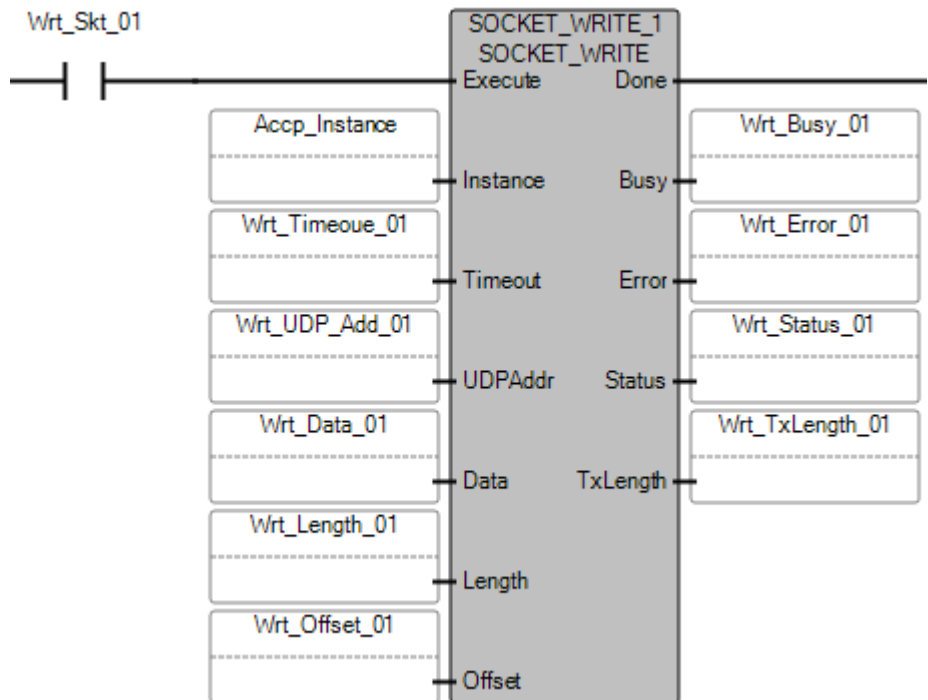 Wrt_Skt_01
SOCKET_WRITE_1
SOCKET_WRITE
Execute Done
Accp_Instance Wrt_Busy_01
Instance Busy
Wrt_Timeoue_01 Wrt_Error_01
Timeout Error
Wrt_UDP_Add_01 Wrt_Status_01
UDPAddr Status
Wrt_Data_01 Wrt_TxLength_01
Data TxLength
Wrt_Length_01
Length
Wrt_Offset_01
Offset